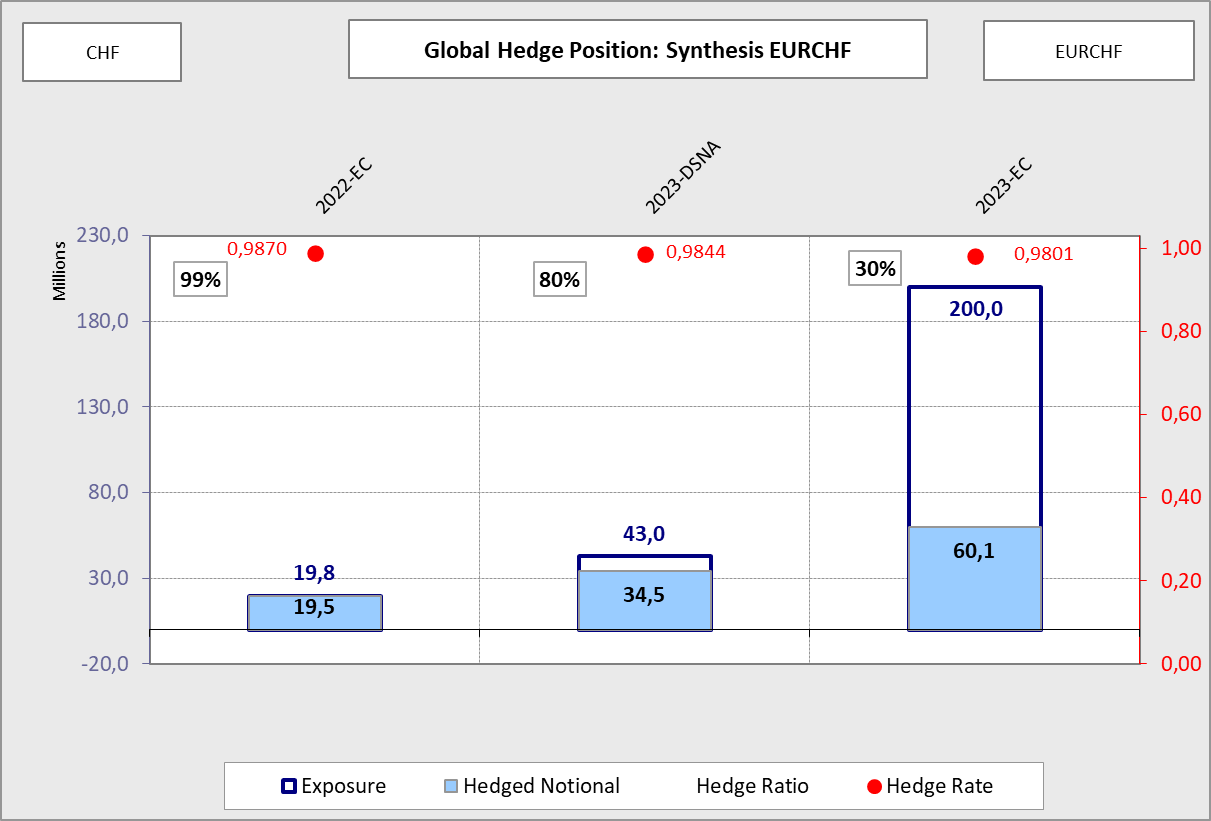 CHF
Global Hedge Position: Synthesis EURCHF
EURCHF
2022-EC
2023-DSNA
2023-EC
Millions
230,0
180,0
130,0
80,0
30,0
-20,0
0,9870
0,9844
0,9801
99%
80%
30%
200,0
43,0
19,8
60,1
34,5
19,5
1,00
0,80
0,60
0,40
0,20
0,00
Exposure
Hedged Notional
Hedge Ratio
Hedge Rate